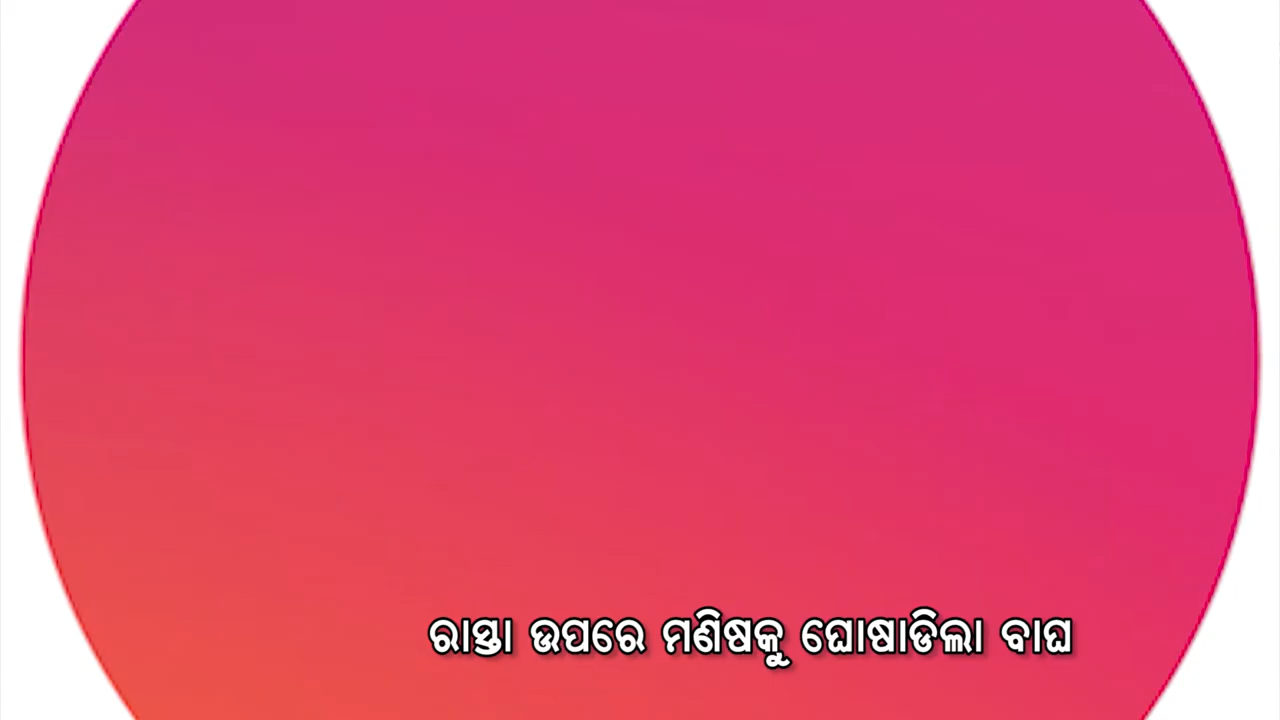 ରାସ୍ତା ଉପରେ ମଣିଷକୁ ଘୋଷାଡିଲା ବାଘ